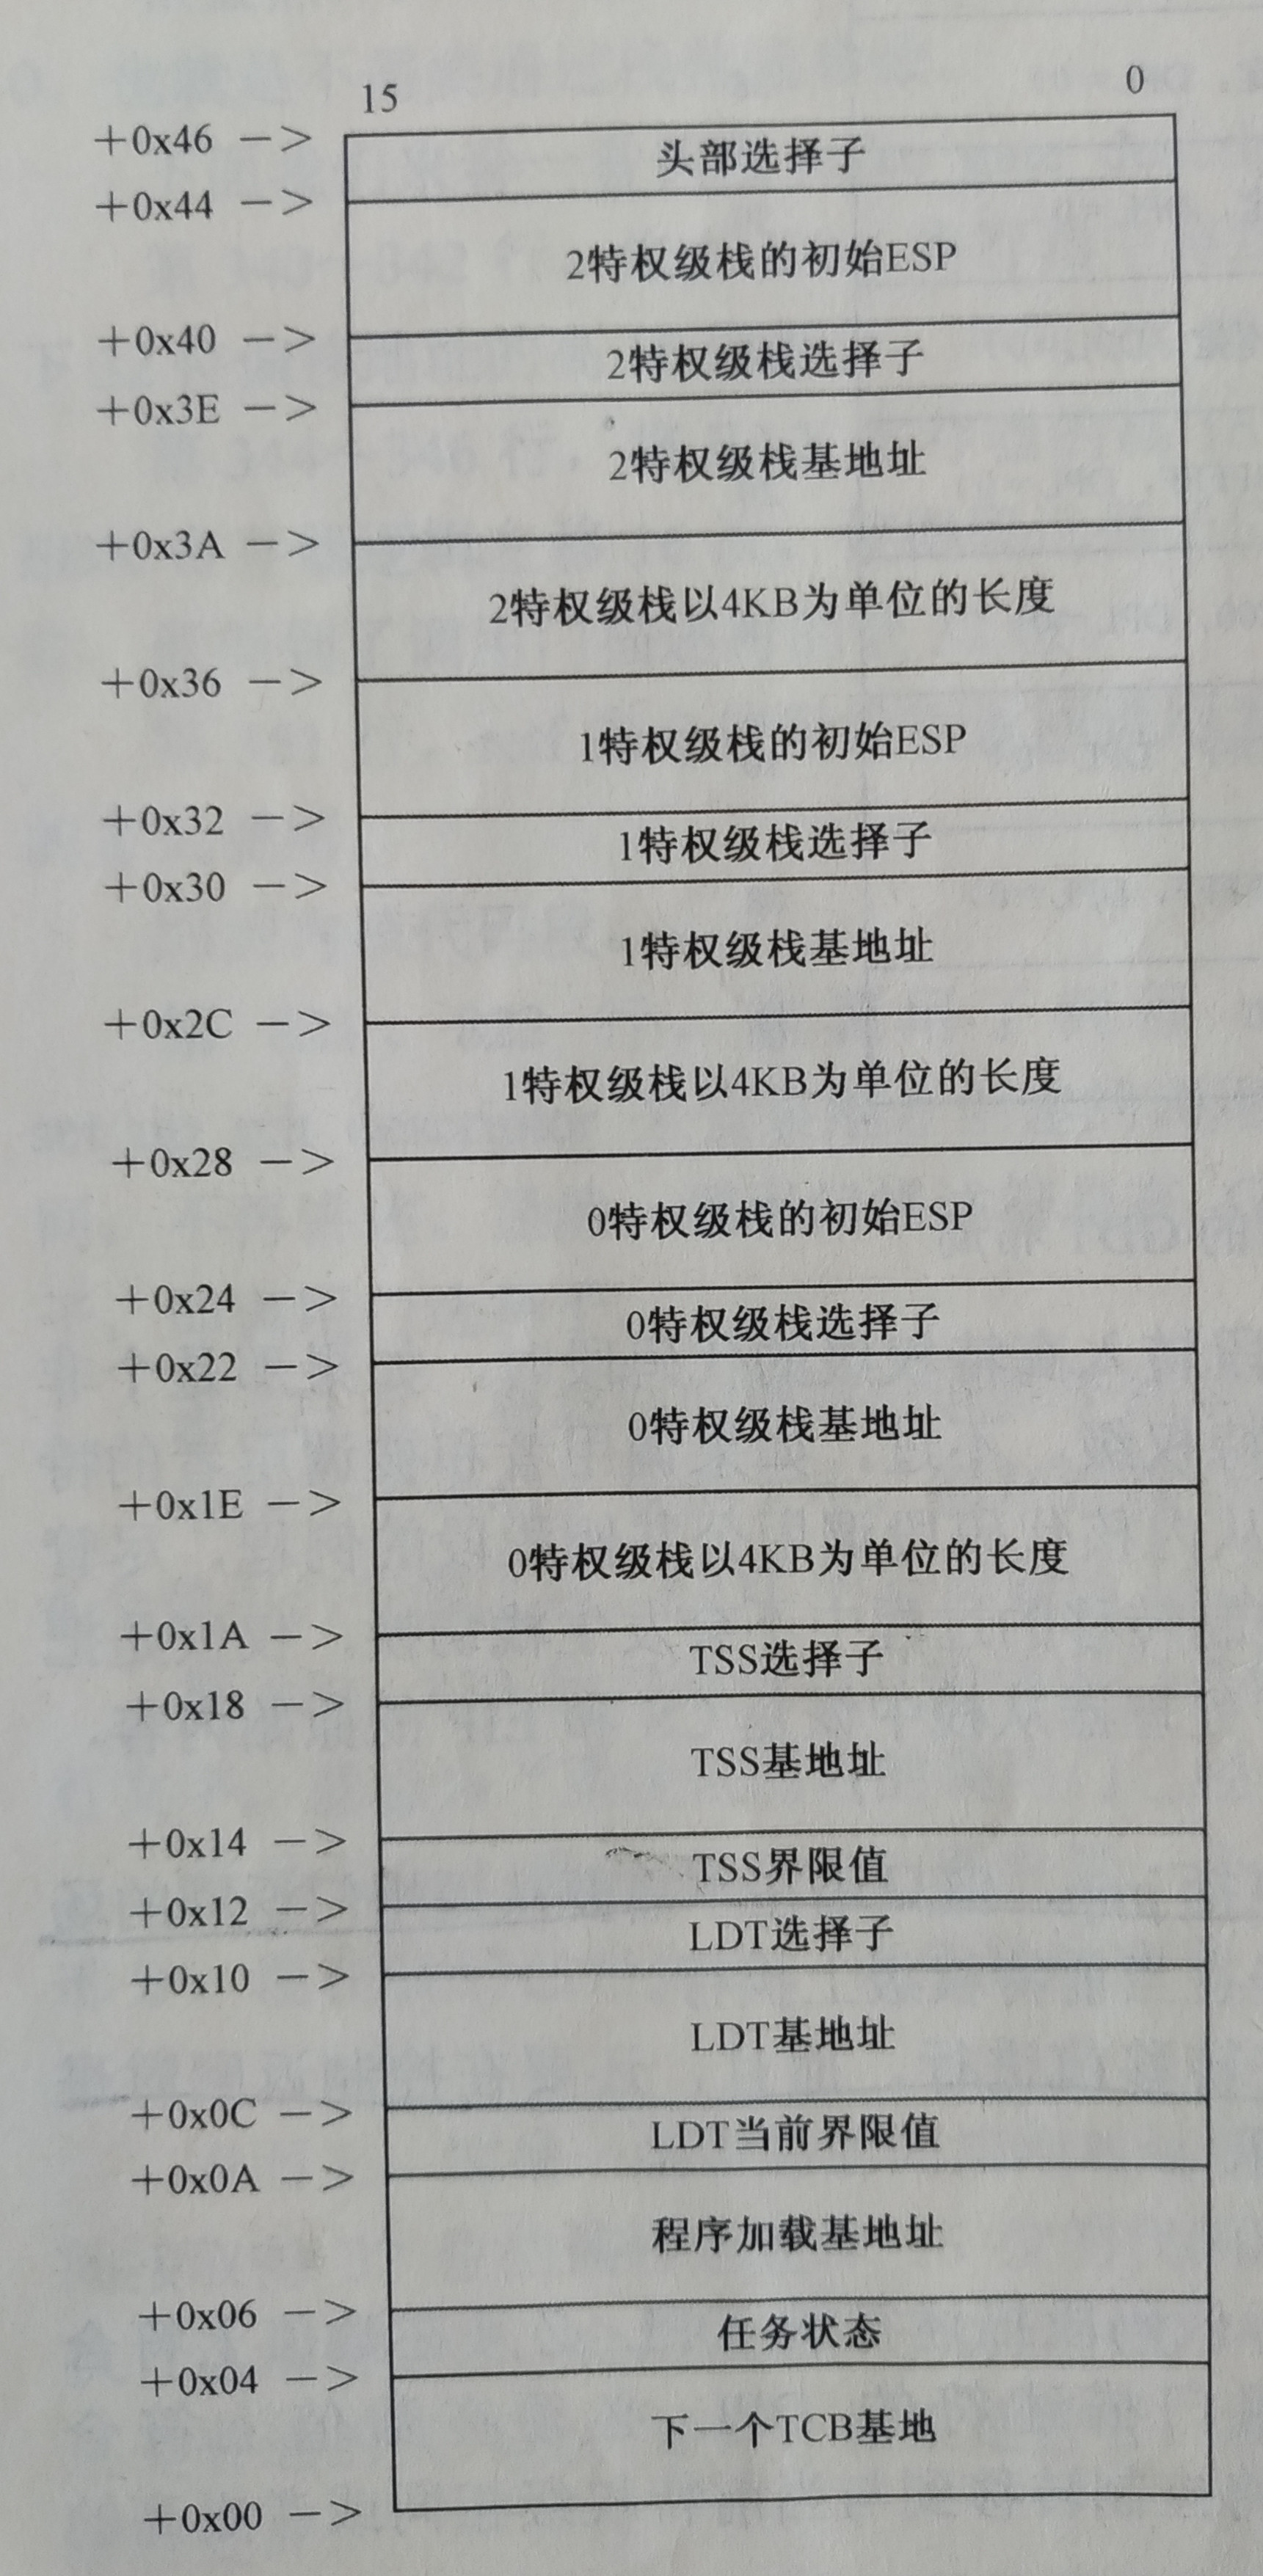 15 0
+0x46 —>
头部选择子
+0x44 —>
2特权级栈的初始ESP
+0x40 —>
2特权级栈选择子
+0x3E —>
2特权级栈基地址
+0x3A —>
2特权级栈以4KB为单位的长度
+0x36 —>
1特权级栈的初始ESP
+0x32 —>
1特权级栈选择子
+0x30 —>
1特权级栈基地址
+0x2C —>
1特权级栈以4KB为单位的长度
+0x28 —>
0特权级栈的初始ESP
+0x24 —>
0特权级栈选择子
+0x22 —>
0特权级栈基地址
+0x1E —>
0特权级栈以4KB为单位的长度
+0x1A —>
TSS选择子
+0x18 —>
TSS基地址
+0x14 —>
TSS界限值
+0x12 —>
LDT选择子
+0x10 —>
LDT基地址
+0x0C —>
LDT当前界限值
+0x0A —>
程序加载基地址
+0x06 —>
任务状态
+0x04 —>
下一个TCB基地
+0x00 —>